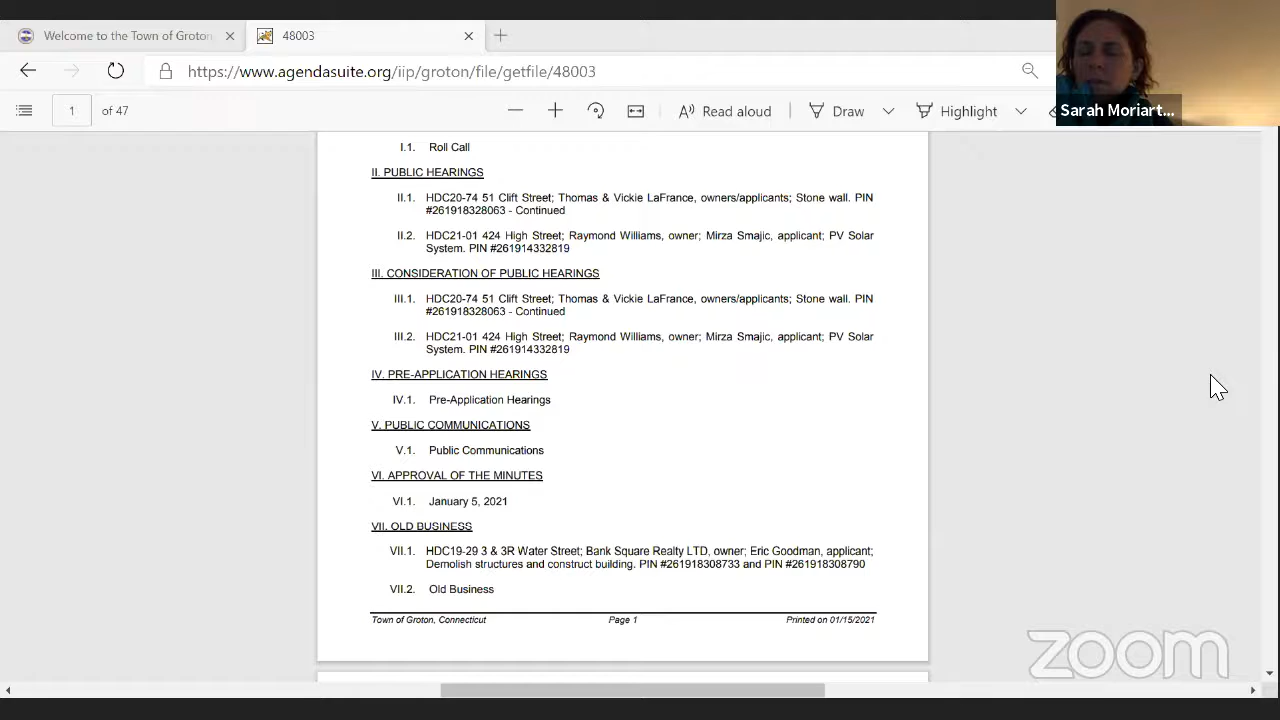 Welcome to the Town of Groton
48003
https://www.agendasuite.org/iip/groton/file/getfile/48003
1 of 47
Read aloud
Draw
Highlight
Sarah Moriart...
I.1. Roll Call
II. PUBLIC HEARINGS
II.1. HDC20-74 51 Clift Street; Thomas & Vickie LaFrance, owners/applicants; Stone wall. PIN
#261918328063 - Continued
II.2. HDC21-01 424 High Street; Raymond Williams, owner; Mirza Smajic, applicant; PV Solar
System. PIN #261914332819
III. CONSIDERATION OF PUBLIC HEARINGS
III.1. HDC20-74 51 Clift Street; Thomas & Vickie LaFrance, owners/applicants; Stone wall. PIN
#261918328063 - Continued
III.2. HDC21-01 424 High Street; Raymond Williams, owner; Mirza Smajic, applicant; PV Solar
System. PIN #261914332819
IV. PRE-APPLICATION HEARINGS
IV.1. Pre-Application Hearings
V. PUBLIC COMMUNICATIONS
V.1. Public Communications
VI. APPROVAL OF THE MINUTES
VI.1. January 5, 2021
VII. OLD BUSINESS
VII.1. HDC19-29 3 & 3R Water Street; Bank Square Realty LTD, owner; Eric Goodman, applicant;
Demolish structures and construct building. PIN #261918308733 and PIN #261918308790
VII.2. Old Business
Town of Groton, Connecticut Page 1 Printed on 01/15/2021
zoom